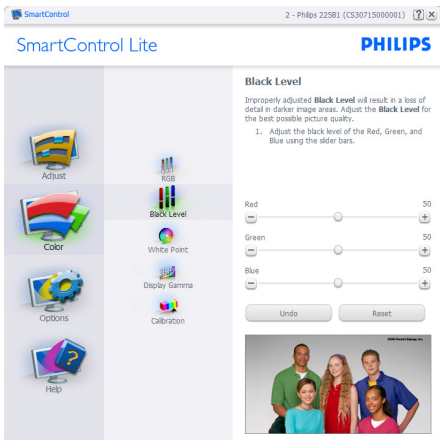 SmartControl
2 - Philips 225B1 (CS30715000001)
SmartControl Lite
PHILIPS
Adjust
Color
Options
Help
RGB
Black Level
White Point
Display Gamma
Calibration
Black Level
Improperly adjusted Black Level will result in a loss of
detail in darker image areas. Adjust the Black Level for
the best possible picture quality.
1. Adjust the black level of the Red, Green, and
Blue using the slider bars.
Red 50
Green 50
Blue 50
Undo
Reset